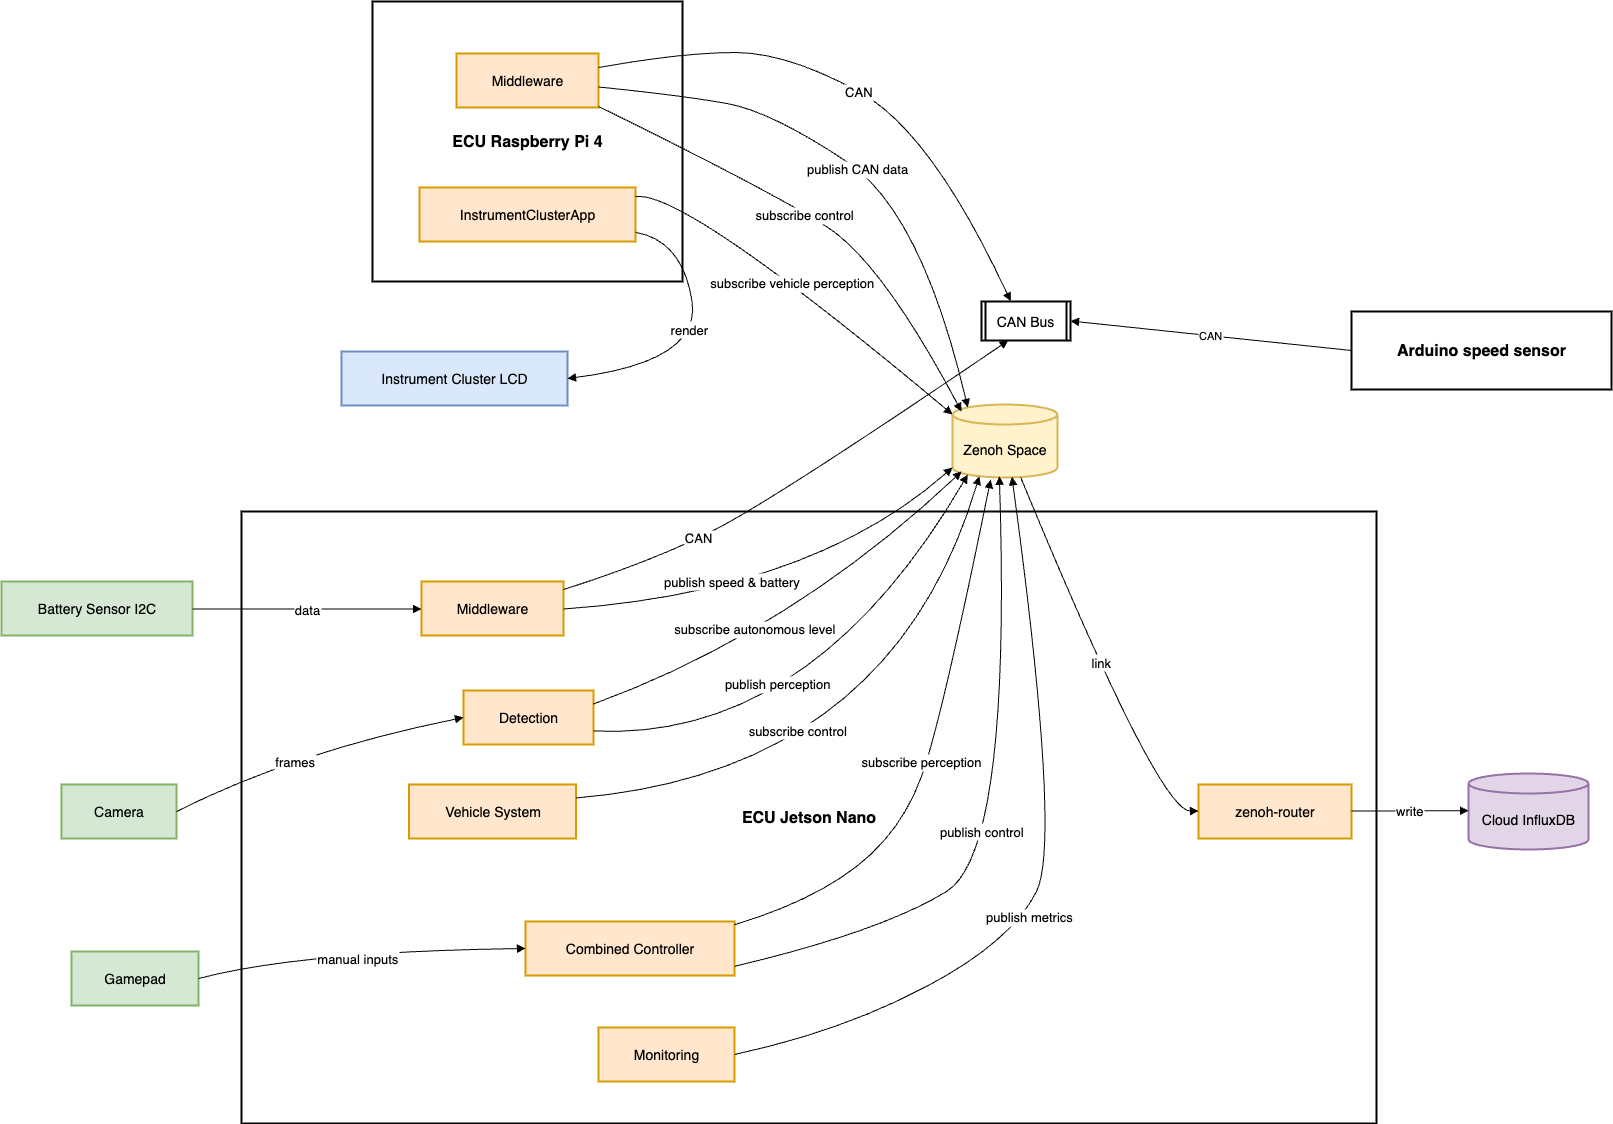 Middleware
CAN
ECU Raspberry Pi 4
publish CAN data
InstrumentClusterApp
subscribe control
subscribe vehicle perception
CAN Bus
render
CAN
Arduino speed sensor
Instrument Cluster LCD
Zenoh Space
CAN
publish speed & battery
Battery Sensor I2C
data
Middleware
subscribe autonomous level
link
publish perception
Detection
subscribe control
frames
subscribe perception
Camera
Vehicle System
ECU Jetson Nano
zenoh-router
write
Cloud InfluxDB
publish control
publish metrics
Combined Controller
manual inputs
Gamepad
Monitoring